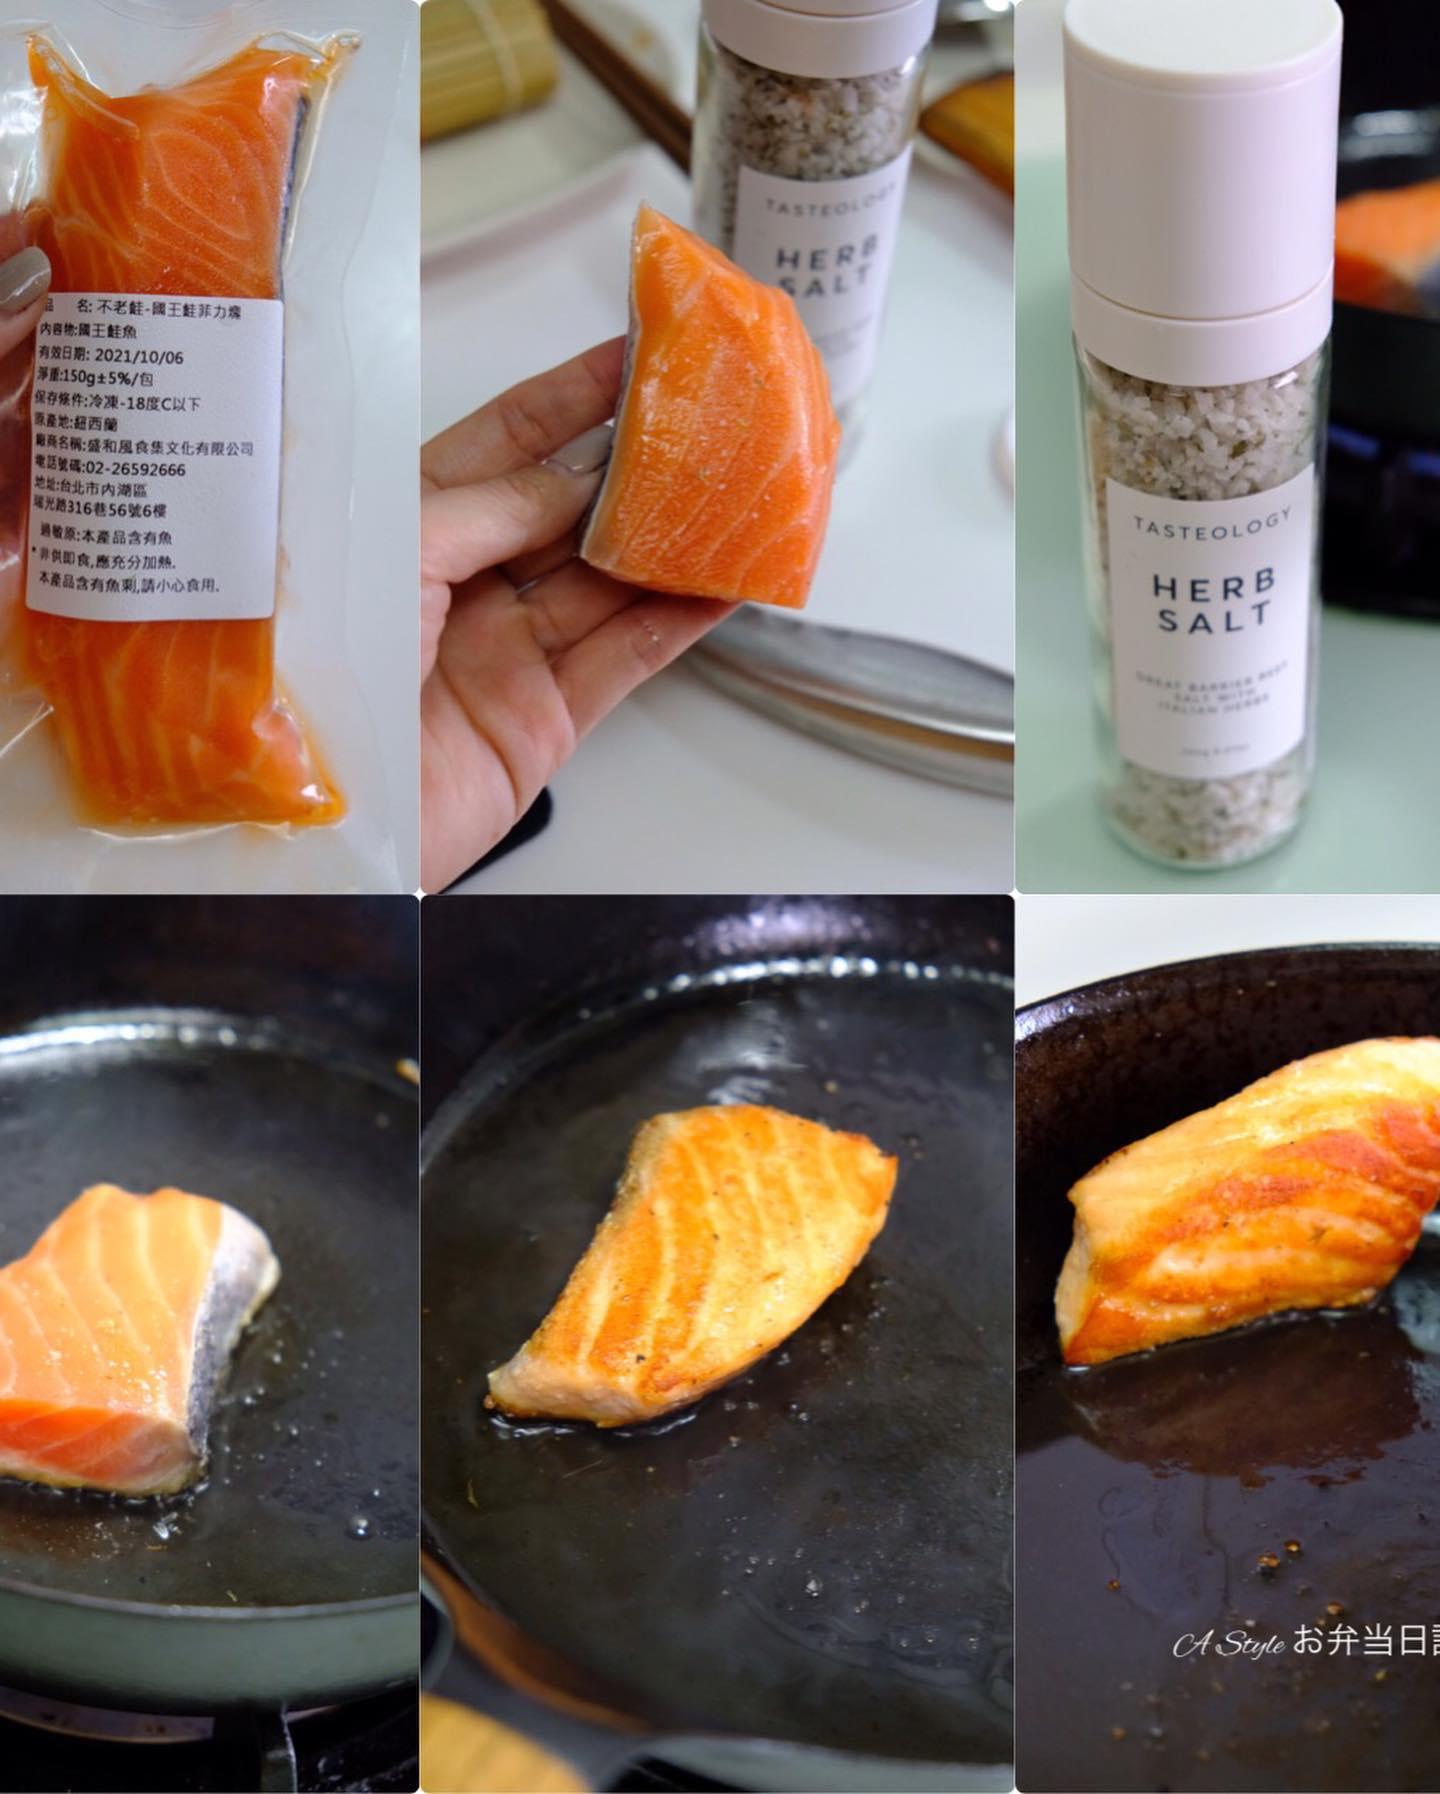 品 名: 不老鮭-國王鮭菲力塊
內容物:國王鮭魚
有效日期: 2021/10/06
淨重:150g±5%/包
保存條件:冷凍-18度C以下
原產地:紐西蘭
廠商名稱:盛和風食集文化有限公司
電話號碼:02-26592666
地址:台北市內湖區
瑞光路316巷56號6樓
過敏原:本產品含有魚
*非供即食,應充分加熱.
本產品含有魚刺,請小心食用.
TASTEOLOGY
HERB
SALT
TASTEOLOGY
HERB
SALT
GREAT BARRIER REEF
SALT WITH
ITALIAN HERBS
A Style お弁当日記